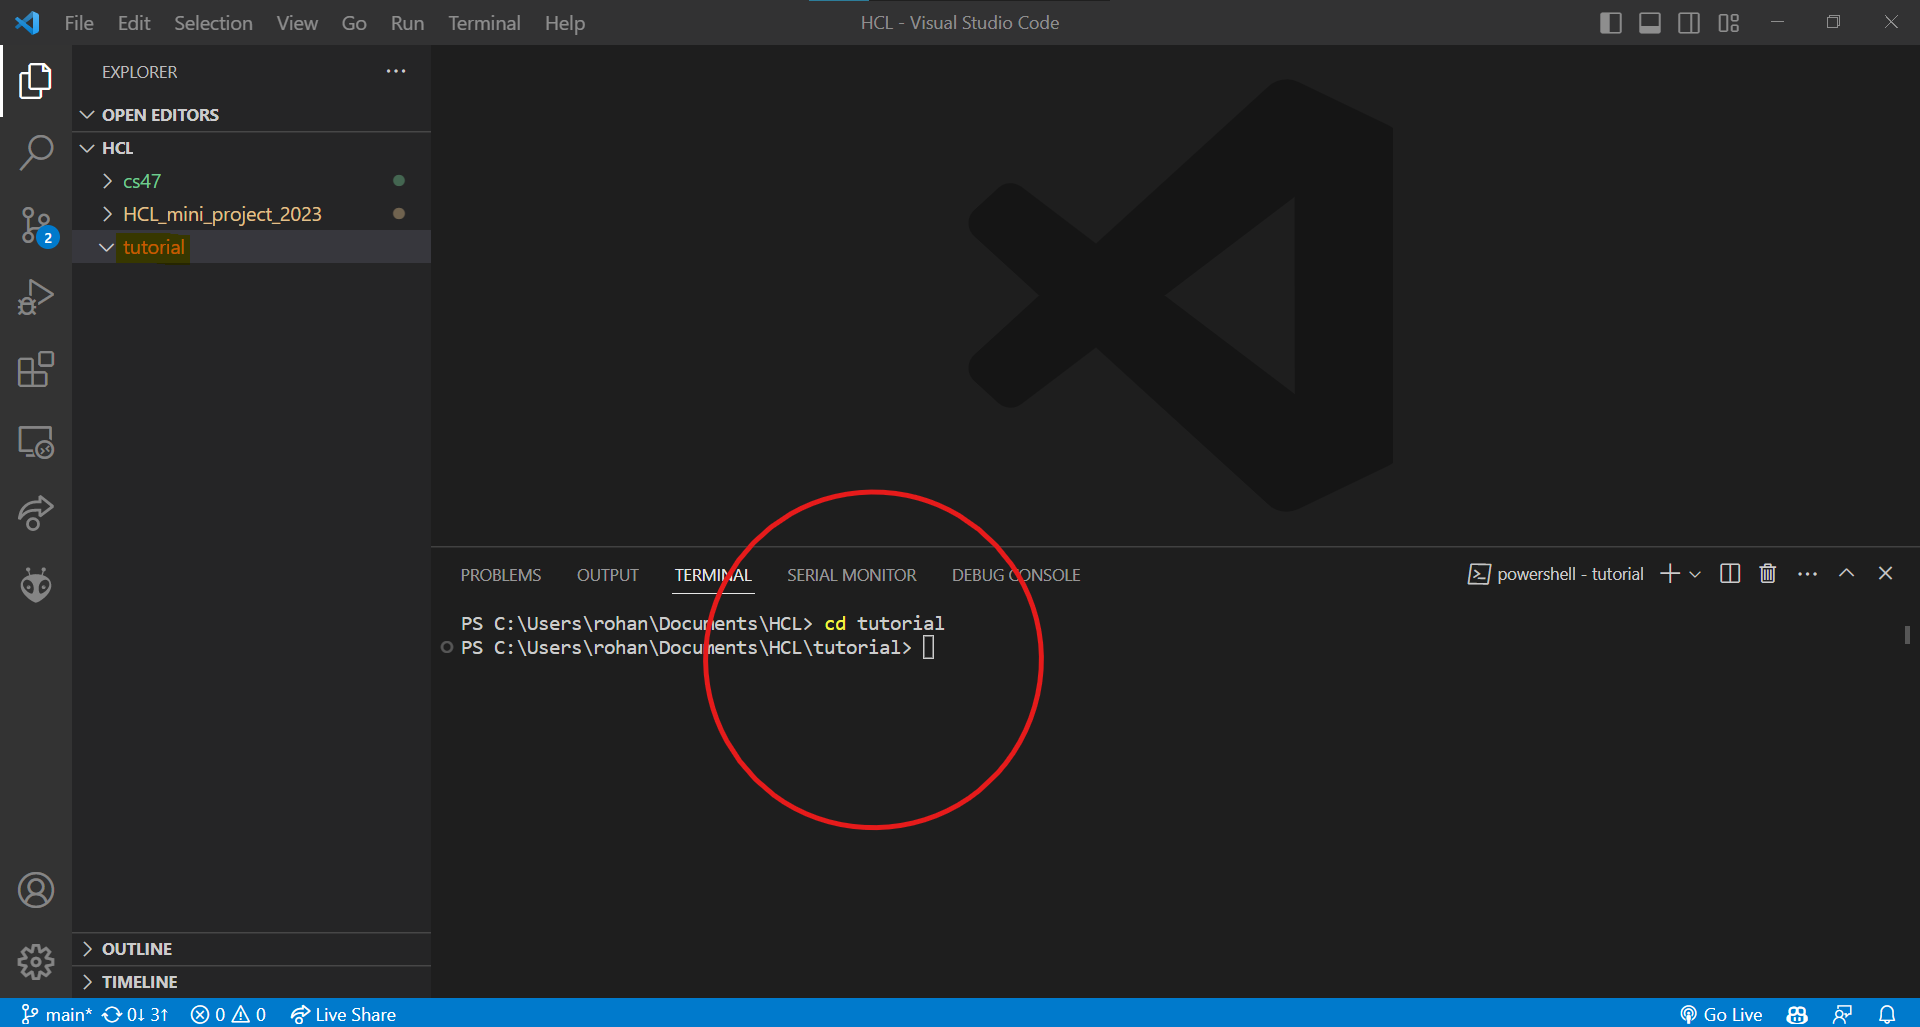 File Edit Selection View Go Run Terminal Help
HCL - Visual Studio Code
EXPLORER
OPEN EDITORS
HCL
cs47
HCL_mini_project_2023
tutorial
2
PROBLEMS OUTPUT TERMINAL SERIAL MONITOR DEBUG CONSOLE
powershell - tutorial
PS C:\Users\rohan\Documents\HCL> cd tutorial
PS C:\Users\rohan\Documents\HCL\tutorial>
OUTLINE
TIMELINE
main* 0↓ 3↑ 0 0 Live Share
Go Live